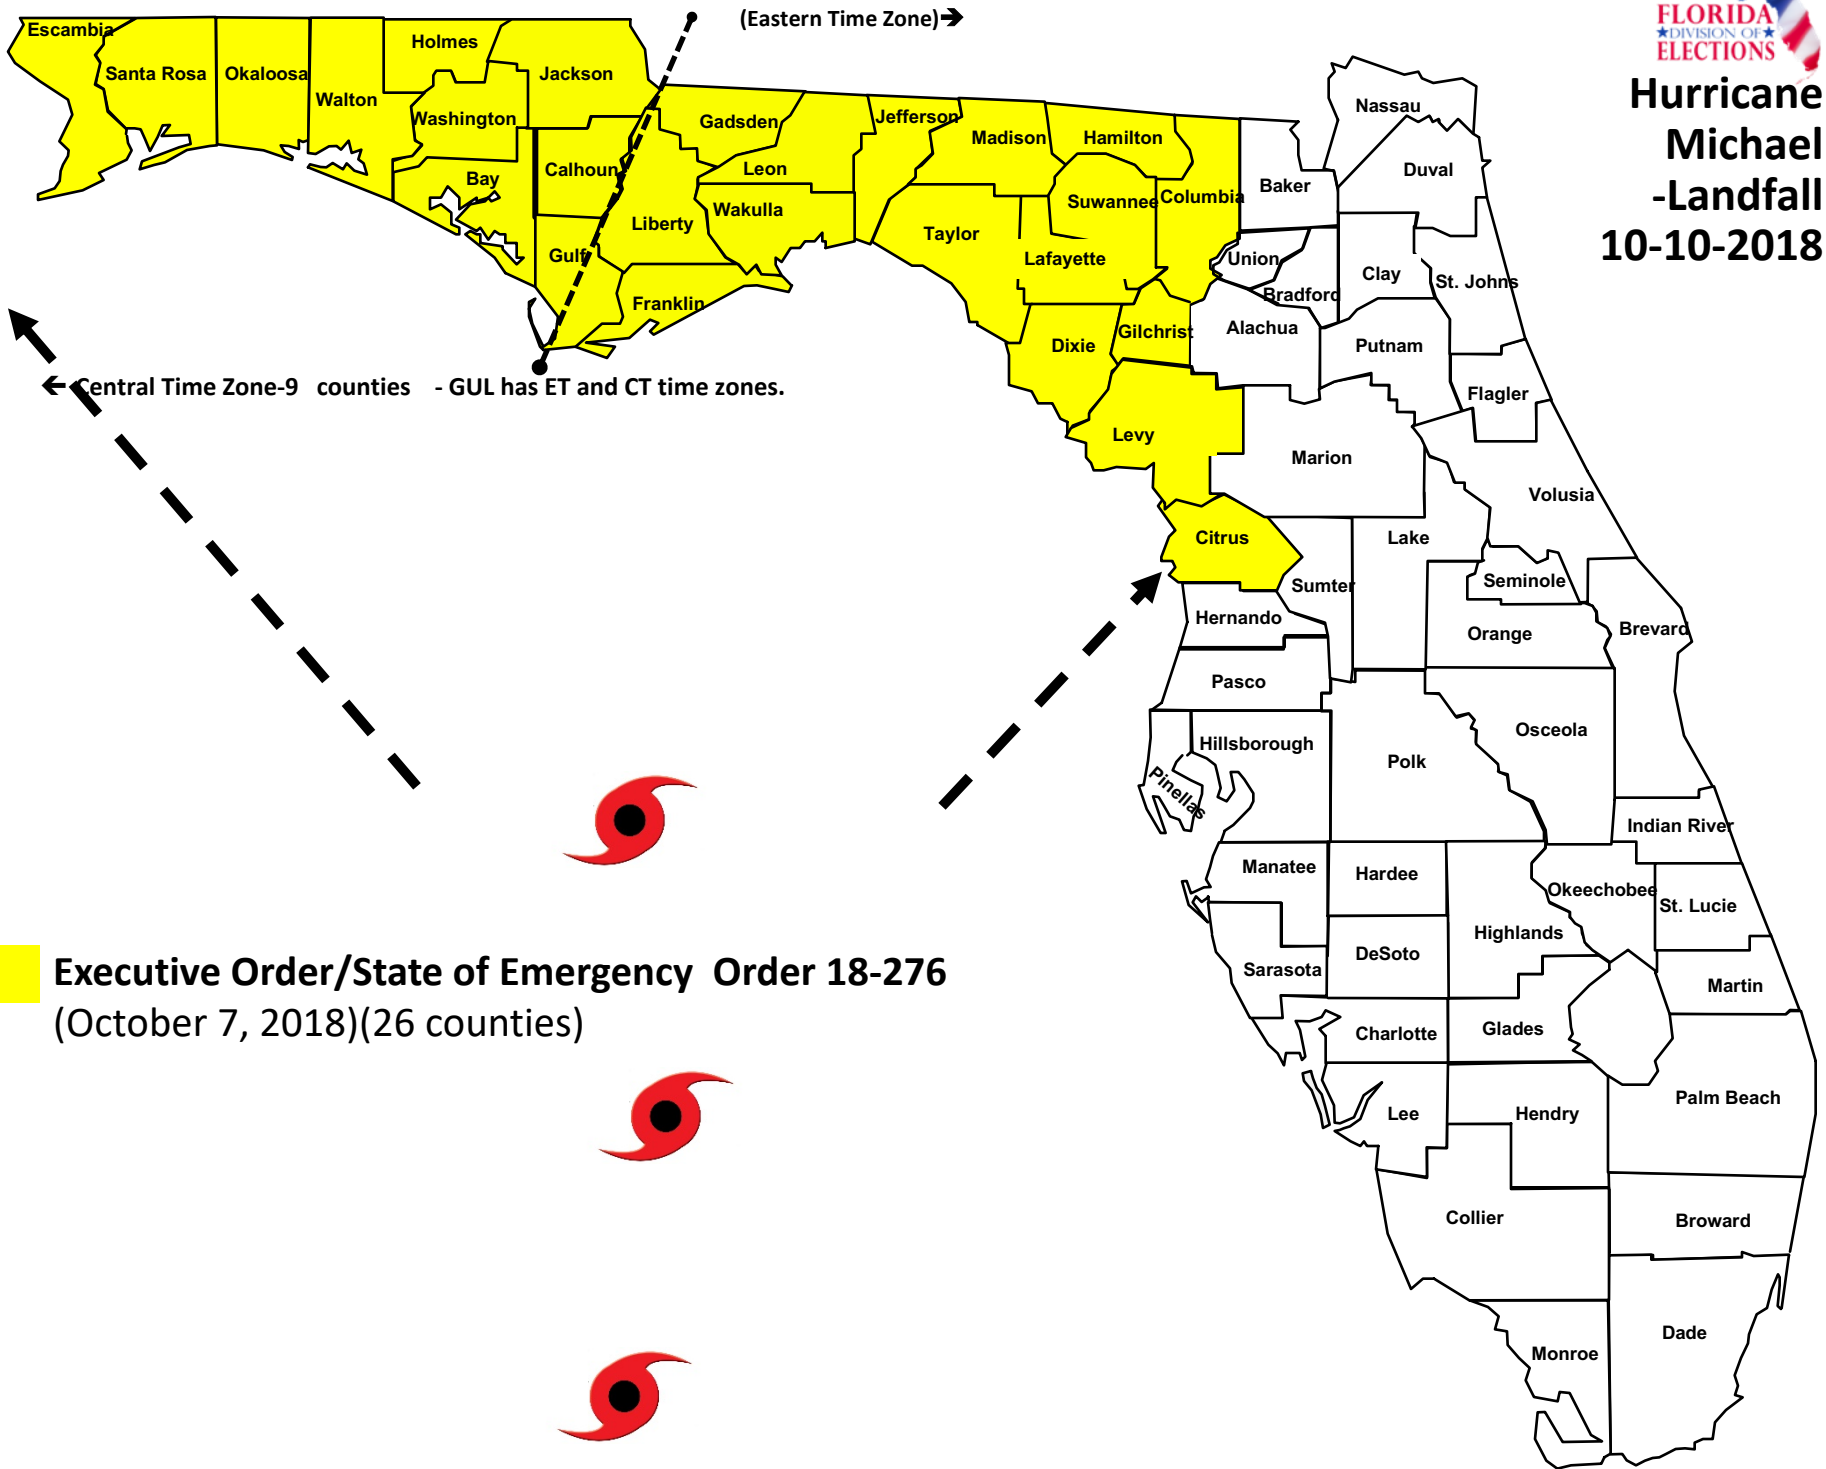 (Eastern Time Zone)→
FLORIDA
★DIVISION OF★
ELECTIONS
Hurricane
Michael
-Landfall
10-10-2018
Escambia
Santa Rosa
Okaloosa
Walton
Holmes
Washington
Jackson
Bay
Calhoun
Gulf
Gadsden
Leon
Liberty
Wakulla
Franklin
Jefferson
Madison
Taylor
Hamilton
Suwannee
Columbia
Lafayette
Dixie
Gilchrist
Levy
Citrus
Baker
Nassau
Duval
Union
Bradford
Clay
St. Johns
Alachua
Putnam
Flagler
Marion
Volusia
← Central Time Zone-9 counties - GUL has ET and CT time zones.
Lake
Sumter
Seminole
Hernando
Orange
Brevard
Pasco
Hillsborough
Pinellas
Polk
Osceola
Indian River
Manatee
Hardee
Okeechobee
St. Lucie
Highlands
DeSoto
Sarasota
Martin
Charlotte
Glades
Executive Order/State of Emergency Order 18-276
(October 7, 2018)(26 counties)
Lee
Hendry
Palm Beach
Collier
Broward
Monroe
Dade